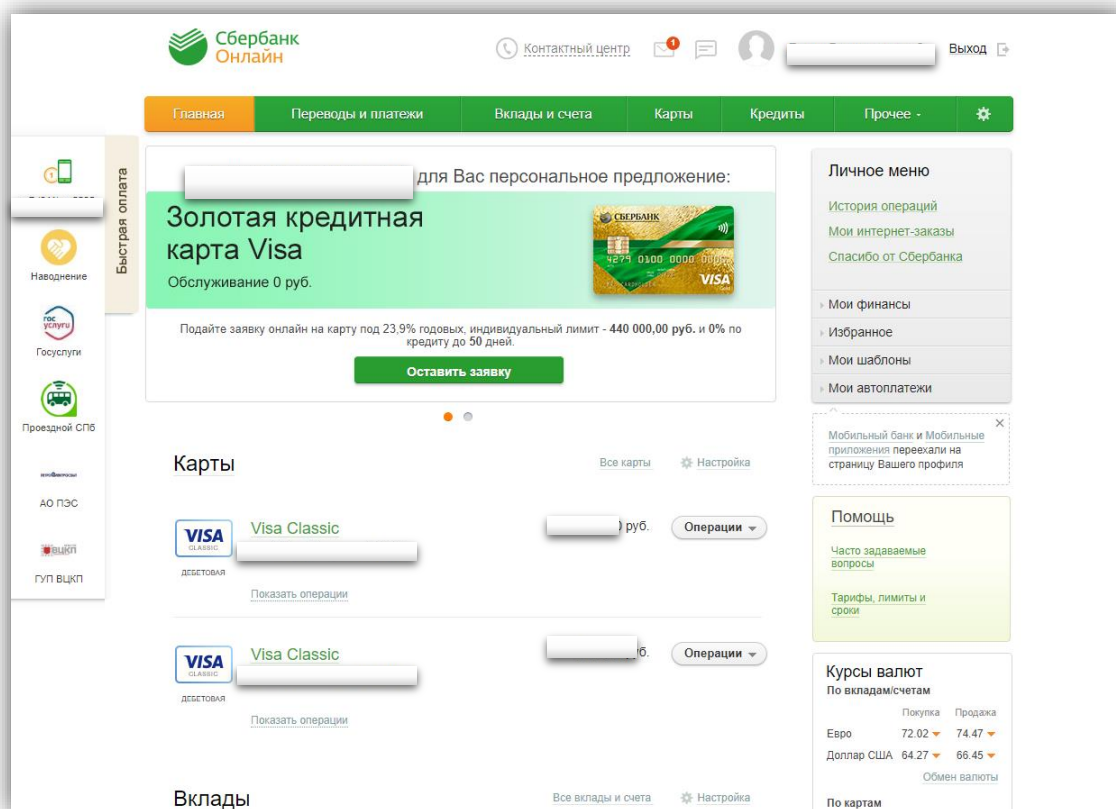 Сбербанк
Онлайн
Контактный центр
1
Выход
Главная
Переводы и платежи
Вклады и счета
Карты
Кредиты
Прочее
Быстрая оплата
Наводнение
гос
услуги
Госуслуги
Проездной СПб
АО ПЭС
ВЦКП
ГУП ВЦКП
для Вас персональное предложение:
Золотая кредитная
карта Visa
Обслуживание 0 руб.
СБЕРБАНК
4279 0100 0000 0000
VISA
Подайте заявку онлайн на карту под 23,9% годовых, индивидуальный лимит - 440 000,00 руб. и 0% по
кредиту до 50 дней.
Оставить заявку
Карты
Все карты
Настройка
VISA
CLASSIC
ДЕБЕТОВАЯ
Visa Classic
руб.
Операции
Показать операции
VISA
CLASSIC
ДЕБЕТОВАЯ
Visa Classic
Операции
Показать операции
Вклады
Все вклады и счета
Настройка
Личное меню
История операций
Мои интернет-заказы
Спасибо от Сбербанка
Мои финансы
Избранное
Мои шаблоны
Мои автоплатежи
Мобильный банк и Мобильные
приложения переехали на
страницу Вашего профиля
Помощь
Часто задаваемые
вопросы
Тарифы, лимиты и
сроки
Курсы валют
По вкладам/счетам
Покупка Продажа
Евро 72.02 74.47
Доллар США 64.27 66.45
Обмен валюты
По картам